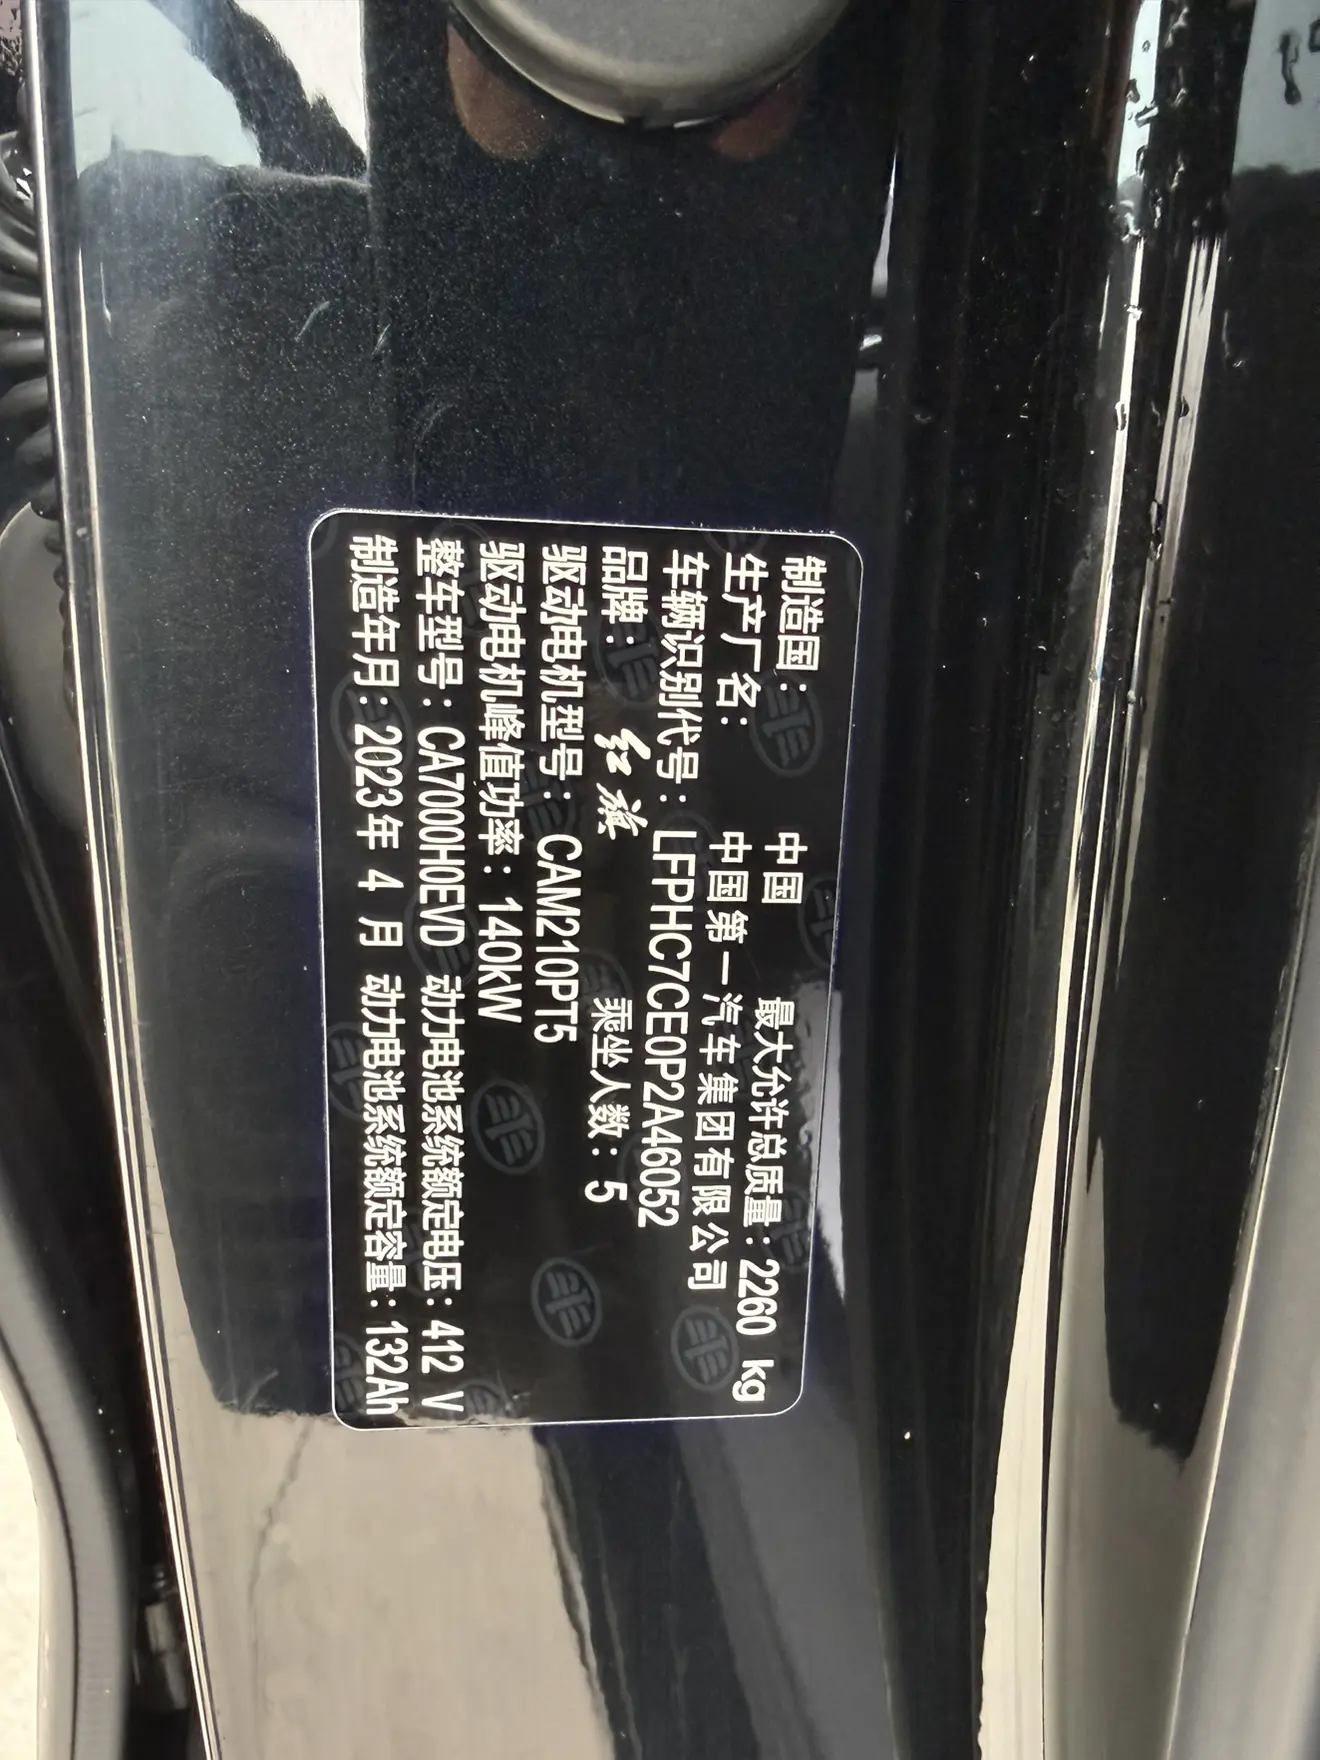 制造国： 中国 最大允许总质量：2260 kg
生产厂名： 中国第一汽车集团有限公司
车辆识别代号：LFPHC7CE0P2A46052
品牌： 红旗 乘坐人数：5
驱动电机型号：CAM210PT5
驱动电机峰值功率：140kW
整车型号：CA7000H0EVD 动力电池系统额定电压：412 V
制造年月：2023年 4 月 动力电池系统额定容量：132Ah